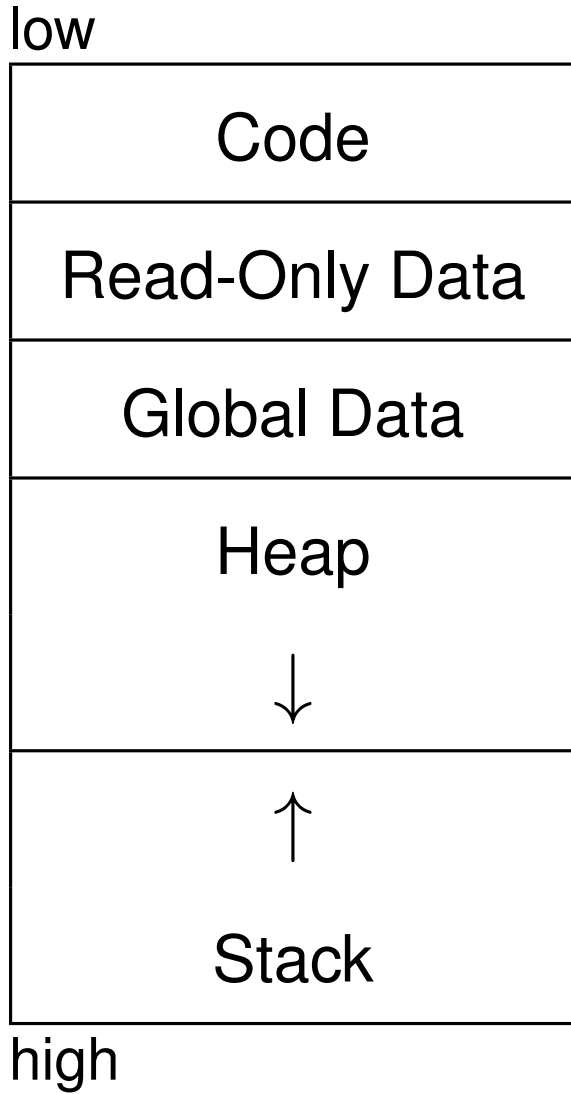 low
Code
Read-Only Data
Global Data
Heap
↓
↑
Stack
high